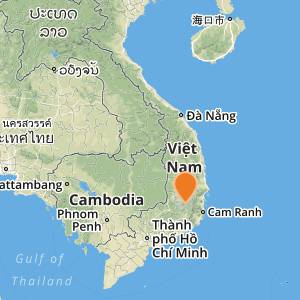 ປະເທດ
ລາວ
海口市
ວຽງຈັນ
Đà Nẵng
นครสวรรค์
ประเทศไทย
Việt
Nam
attambang
Cambodia
Phnom
Penh
Cam Ranh
Thành
phố Hồ
Chí Minh
Gulf of
Thailand